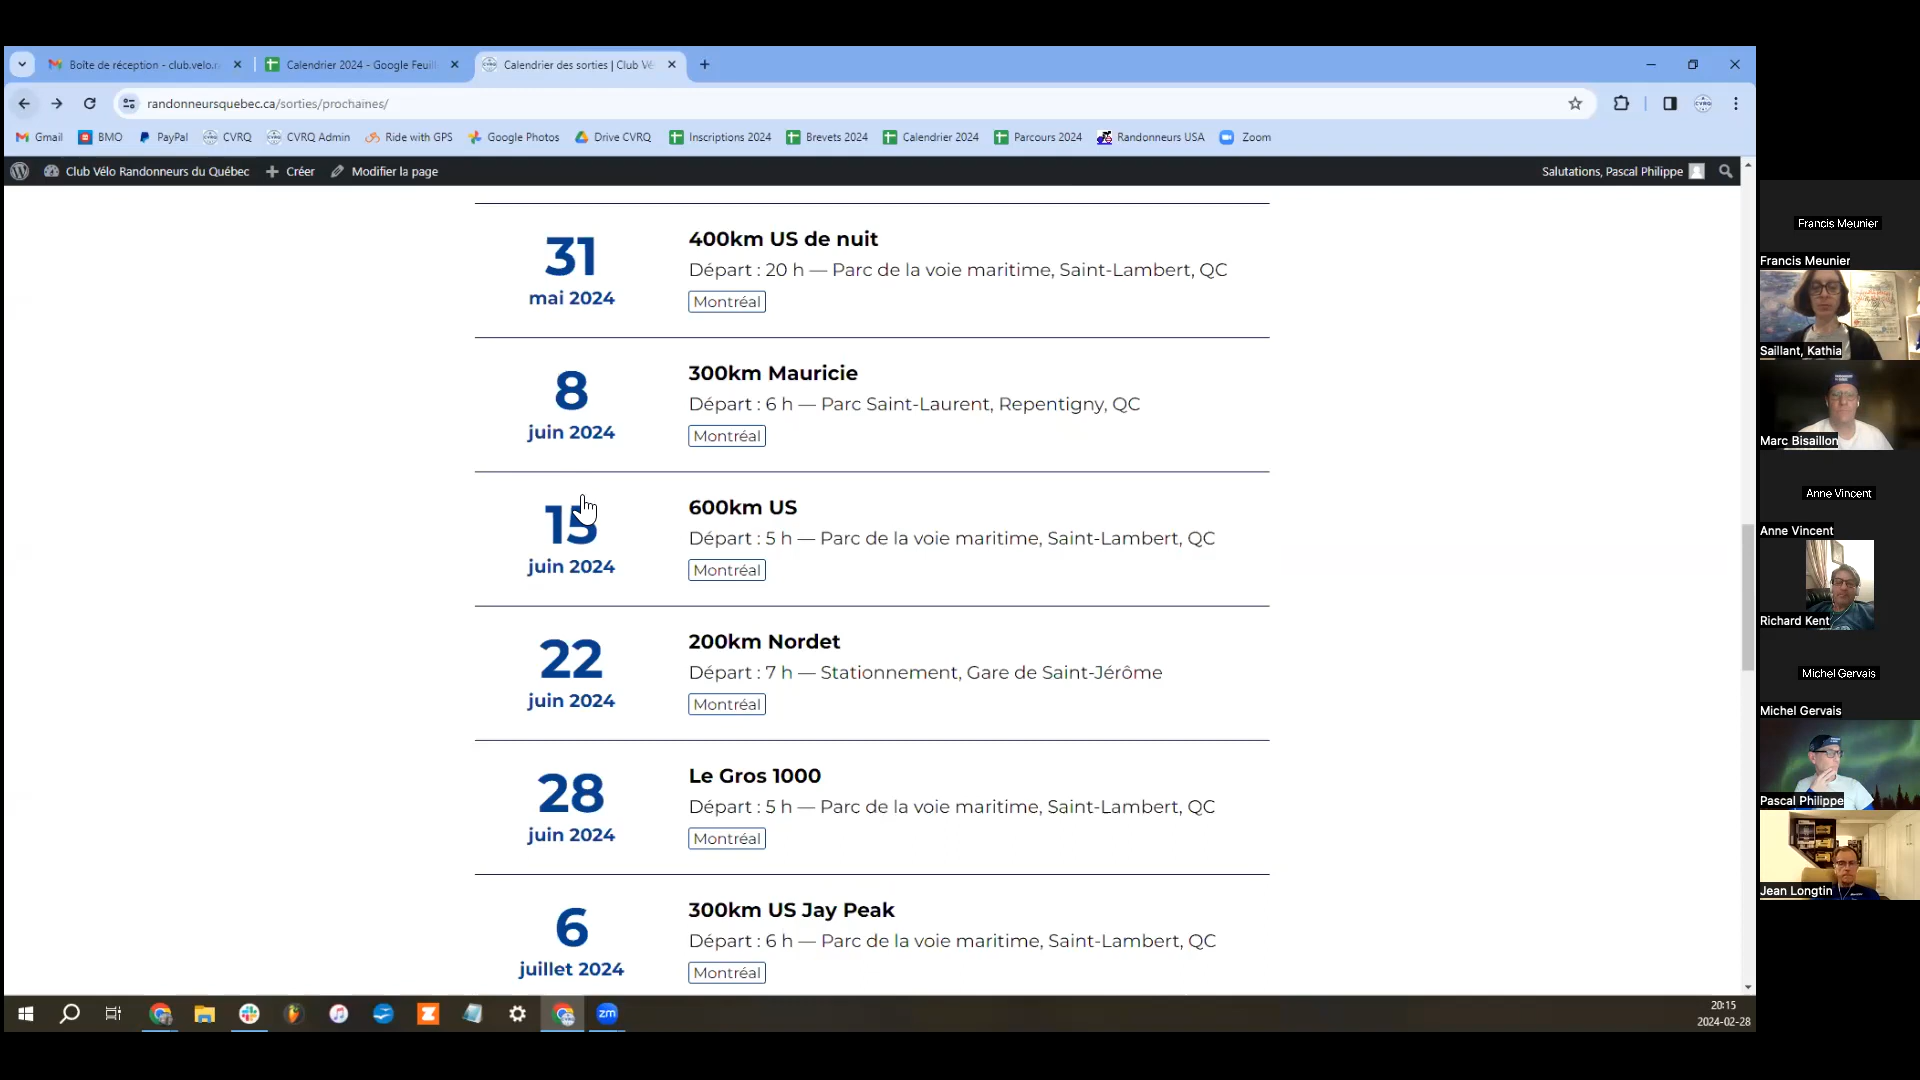 Boîte de réception - club.velo.r
Calendrier 2024 - Google Feuill
Calendrier des sorties | Club Vé
randonneursquebec.ca/sorties/prochaines/
Gmail
BMO
PayPal
CVRQ
CVRQ Admin
Ride with GPS
Google Photos
Drive CVRQ
Inscriptions 2024
Brevets 2024
Calendrier 2024
Parcours 2024
Randonneurs USA
Zoom
Club Vélo Randonneurs du Québec
Créer
Modifier la page
Salutations, Pascal Philippe
31
mai 2024
400km US de nuit
Départ : 20 h — Parc de la voie maritime, Saint-Lambert, QC
Montréal
8
juin 2024
300km Mauricie
Départ : 6 h — Parc Saint-Laurent, Repentigny, QC
Montréal
15
juin 2024
600km US
Départ : 5 h — Parc de la voie maritime, Saint-Lambert, QC
Montréal
22
juin 2024
200km Nordet
Départ : 7 h — Stationnement, Gare de Saint-Jérôme
Montréal
28
juin 2024
Le Gros 1000
Départ : 5 h — Parc de la voie maritime, Saint-Lambert, QC
Montréal
6
juillet 2024
300km US Jay Peak
Départ : 6 h — Parc de la voie maritime, Saint-Lambert, QC
Montréal
zm
20:15
2024-02-28
Francis Meunier
Francis Meunier
Saillant, Kathia
Marc Bisaillon
Anne Vincent
Anne Vincent
Richard Kent
Michel Gervais
Michel Gervais
Pascal Philippe
Jean Longtin